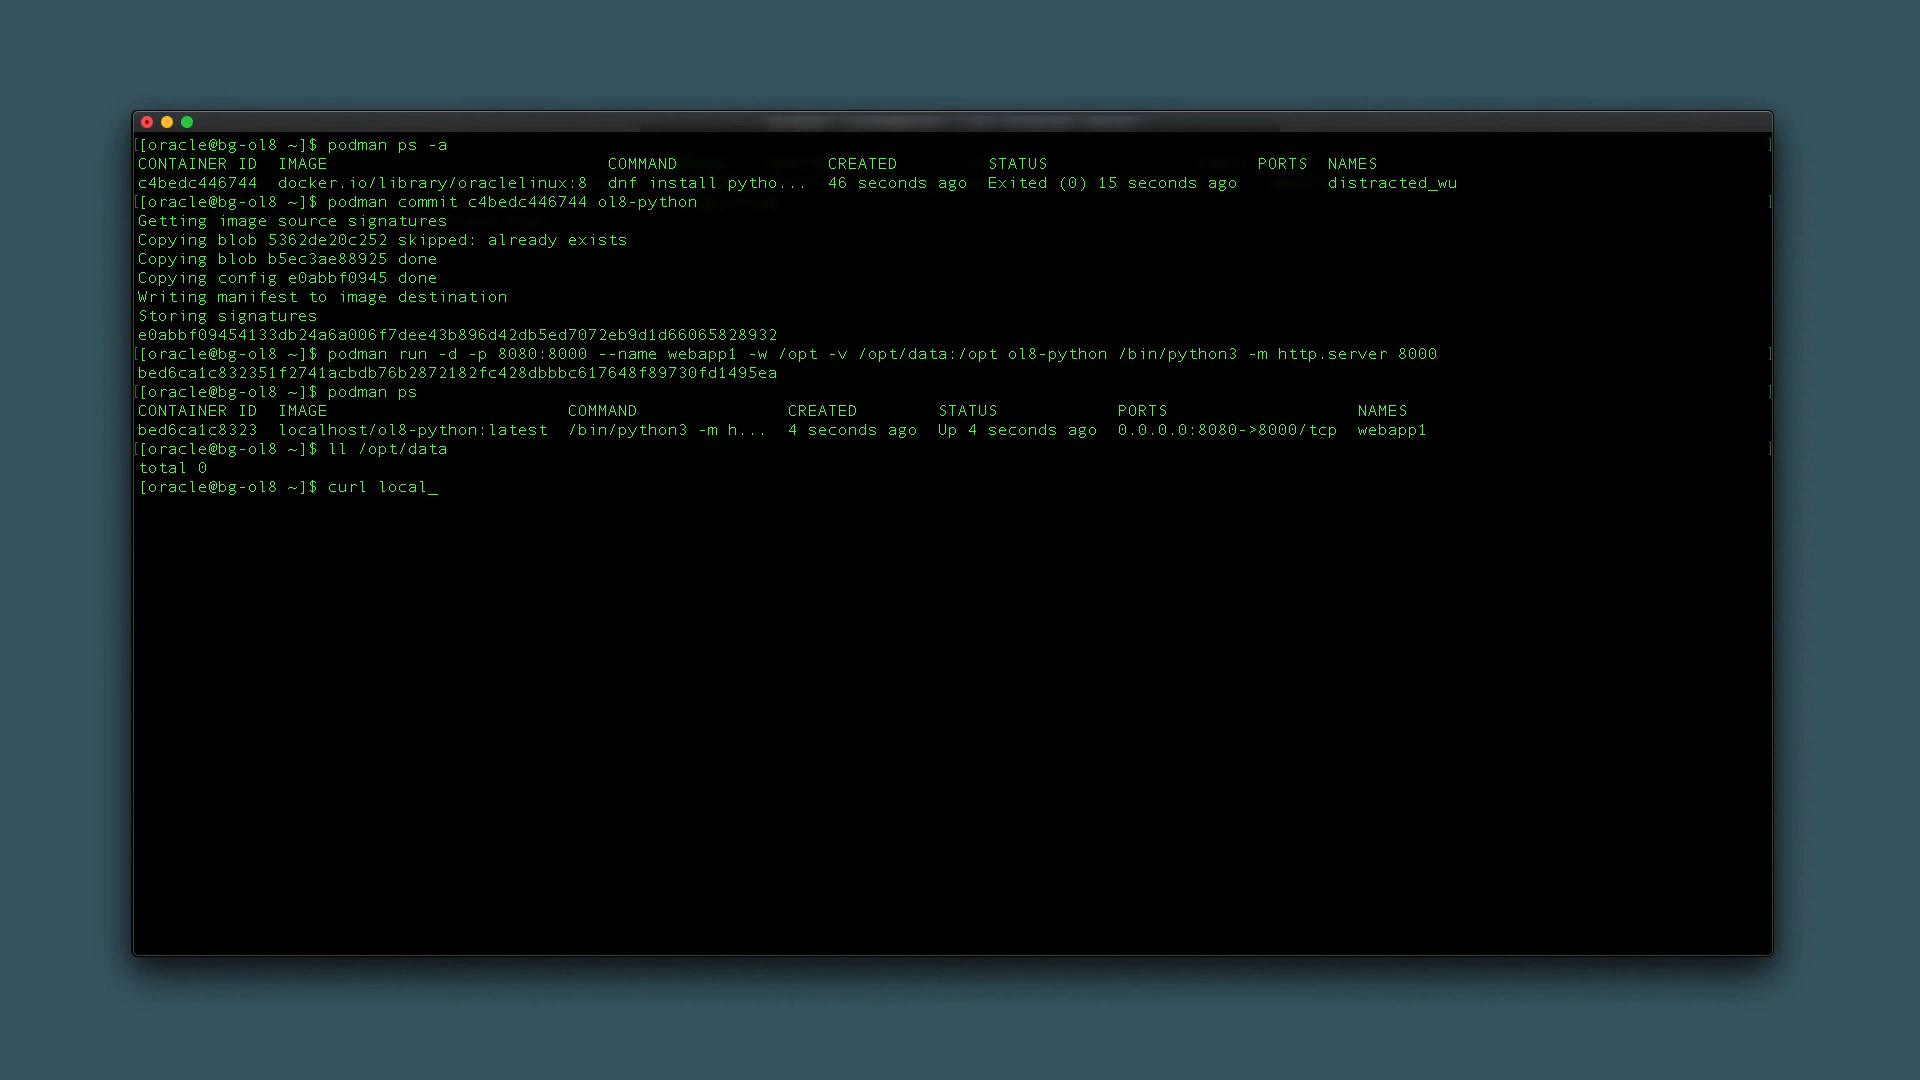 [[oracle@bg-ol8 ~]$ podman ps -a ]
CONTAINER ID IMAGE COMMAND CREATED STATUS PORTS NAMES
c4bedc446744 docker.io/library/oraclelinux:8 dnf install pytho... 46 seconds ago Exited (0) 15 seconds ago distracted_wu
[[oracle@bg-ol8 ~]$ podman commit c4bedc446744 ol8-python ]
Getting image source signatures
Copying blob 5362de20c252 skipped: already exists
Copying blob b5ec3ae88925 done
Copying config e0abbf0945 done
Writing manifest to image destination
Storing signatures
e0abbf09454133db24a6a006f7dee43b896d42db5ed7072eb9d1d66065828932
[[oracle@bg-ol8 ~]$ podman run -d -p 8080:8000 --name webapp1 -w /opt -v /opt/data:/opt ol8-python /bin/python3 -m http.server 8000 ]
bed6ca1c832351f2741acbdb76b2872182fc428dbbbc617648f89730fd1495ea
[[oracle@bg-ol8 ~]$ podman ps ]
CONTAINER ID IMAGE COMMAND CREATED STATUS PORTS NAMES
bed6ca1c8323 localhost/ol8-python:latest /bin/python3 -m h... 4 seconds ago Up 4 seconds ago 0.0.0.0:8080->8000/tcp webapp1
[[oracle@bg-ol8 ~]$ ll /opt/data ]
total 0
[oracle@bg-ol8 ~]$ curl local_